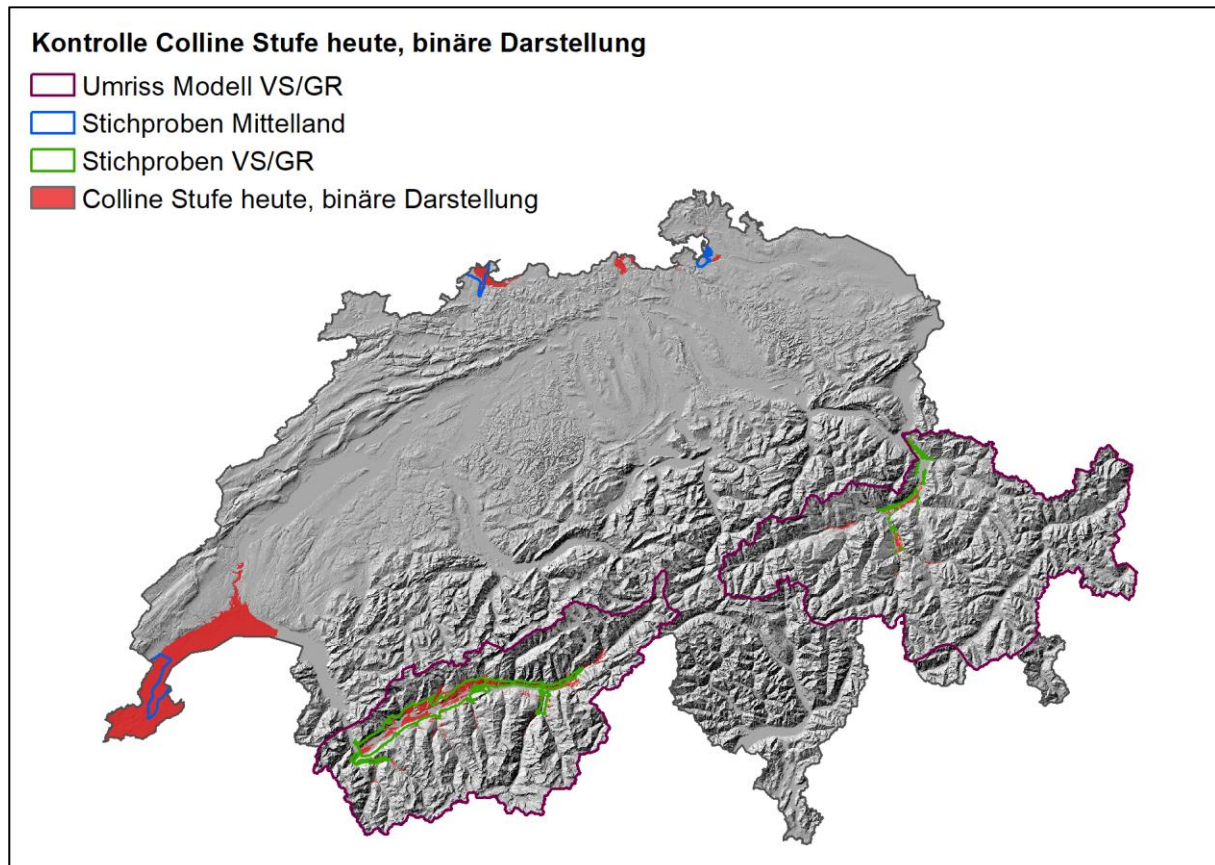 Kontrolle Colline Stufe heute, binäre Darstellung
Umriss Modell VS/GR
Stichproben Mittelland
Stichproben VS/GR
Colline Stufe heute, binäre Darstellung